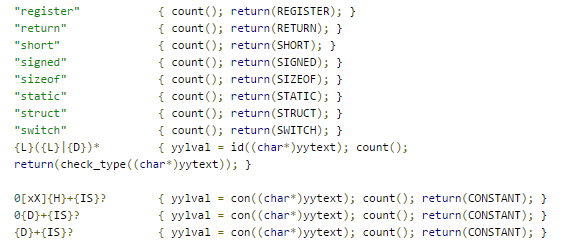 "register" { count(); return(REGISTER); }
"return" { count(); return(RETURN); }
"short" { count(); return(SHORT); }
"signed" { count(); return(SIGNED); }
"sizeof" { count(); return(SIZEOF); }
"static" { count(); return(STATIC); }
"struct" { count(); return(STRUCT); }
"switch" { count(); return(SWITCH); }
{L}({L}|{D})* { yylval = id((char*)yytext); count();
return(check_type((char*)yytext)); }
0[xX]{H}+{IS}? { yylval = con((char*)yytext); count(); return(CONSTANT); }
0{D}+{IS}? { yylval = con((char*)yytext); count(); return(CONSTANT); }
{D}+{IS}? { yylval = con((char*)yytext); count(); return(CONSTANT); }